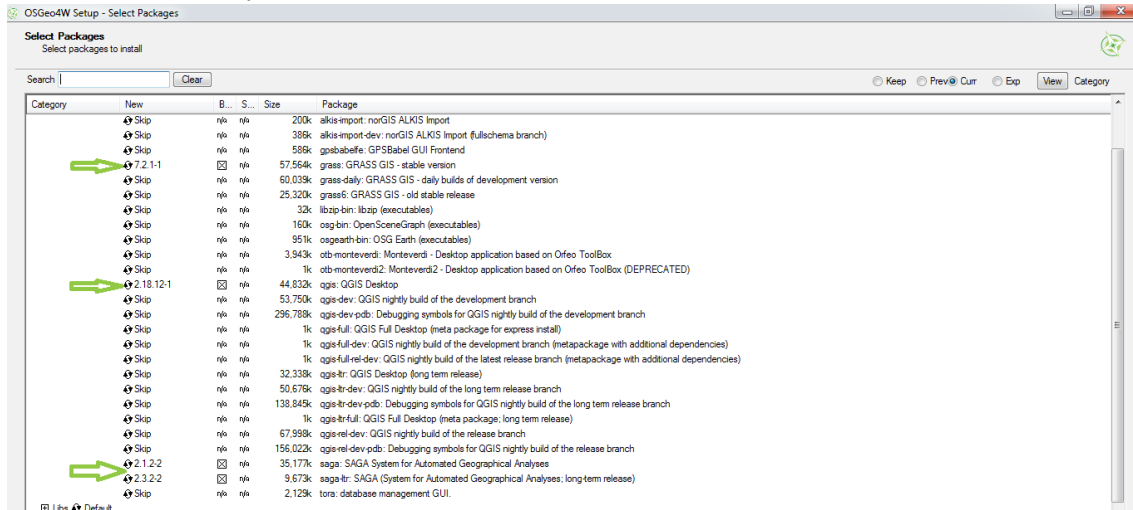 OSGeo4W Setup - Select Packages
Select Packages
Select packages to install
Search Clear Keep Prev Curr Exp View Category
Category New B... S... Size Package
Skip n/a n/a 200k alkis-import: norGIS ALKIS Import
Skip n/a n/a 386k alkis-import-dev: norGIS ALKIS Import (fullschema branch)
Skip n/a n/a 586k gpsbabelfe: GPSBabel GUI Frontend
7.2.1-1 n/a 57,564k grass: GRASS GIS - stable version
Skip n/a n/a 60,039k grass-daily: GRASS GIS - daily builds of development version
Skip n/a n/a 25,320k grass6: GRASS GIS - old stable release
Skip n/a n/a 32k libzip-bin: libzip (executables)
Skip n/a n/a 160k osg-bin: OpenSceneGraph (executables)
Skip n/a n/a 951k osgearth-bin: OSG Earth (executables)
Skip n/a n/a 3,943k otb-monteverdi: Monteverdi - Desktop application based on Orfeo ToolBox
Skip n/a n/a 1k otb-monteverdi2: Monteverdi2 - Desktop application based on Orfeo ToolBox (DEPRECATED)
2.18.12-1 n/a 44,832k qgis: QGIS Desktop
Skip n/a n/a 53,750k qgis-dev: QGIS nightly build of the development branch
Skip n/a n/a 296,788k qgis-dev-pdb: Debugging symbols for QGIS nightly build of the development branch
Skip n/a n/a 1k qgis-full: QGIS Full Desktop (meta package for express install)
Skip n/a n/a 1k qgis-full-dev: QGIS nightly build of the development branch (metapackage with additional dependencies)
Skip n/a n/a 1k qgis-full-rel-dev: QGIS nightly build of the latest release branch (metapackage with additional dependencies)
Skip n/a n/a 32,338k qgis-ltr: QGIS Desktop (long term release)
Skip n/a n/a 50,676k qgis-ltr-dev: QGIS nightly build of the long term release branch
Skip n/a n/a 138,845k qgis-ltr-dev-pdb: Debugging symbols for QGIS nightly build of the long term release branch
Skip n/a n/a 1k qgis-ltr-full: QGIS Full Desktop (meta package; long term release)
Skip n/a n/a 67,998k qgis-rel-dev: QGIS nightly build of the release branch
Skip n/a n/a 156,022k qgis-rel-dev-pdb: Debugging symbols for QGIS nightly build of the release branch
2.1.2-2 n/a 35,177k saga: SAGA System for Automated Geographical Analyses
2.3.2-2 n/a 9,673k saga-ltr: SAGA (System for Automated Geographical Analyses; long-term release)
Skip n/a n/a 2,129k tora: database management GUI.
Libs Default